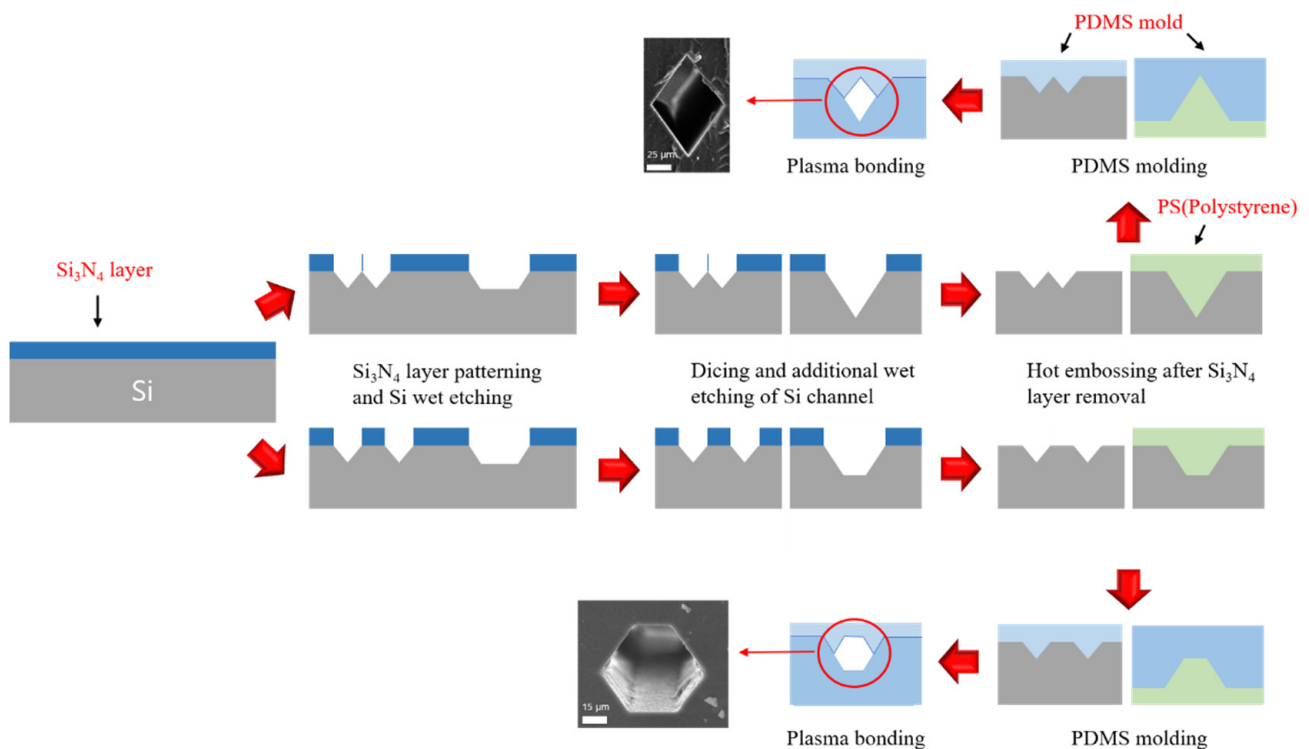 PDMS mold
25 µm
Plasma bonding
PDMS molding
PS(Polystyrene)
Si₃N₄ layer
Si
Si₃N₄ layer patterning
and Si wet etching
Dicing and additional wet
etching of Si channel
Hot embossing after Si₃N₄
layer removal
15 µm
Plasma bonding
PDMS molding